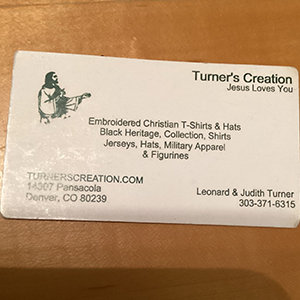 Turner's Creation
Jesus Loves You
Embroidered Christian T-Shirts & Hats
Black Heritage, Collection, Shirts
Jerseys, Hats, Military Apparel
& Figurines
TURNERSCREATION.COM
14307 Pensacola
Denver, CO 80239
Leonard & Judith Turner
303-371-6315